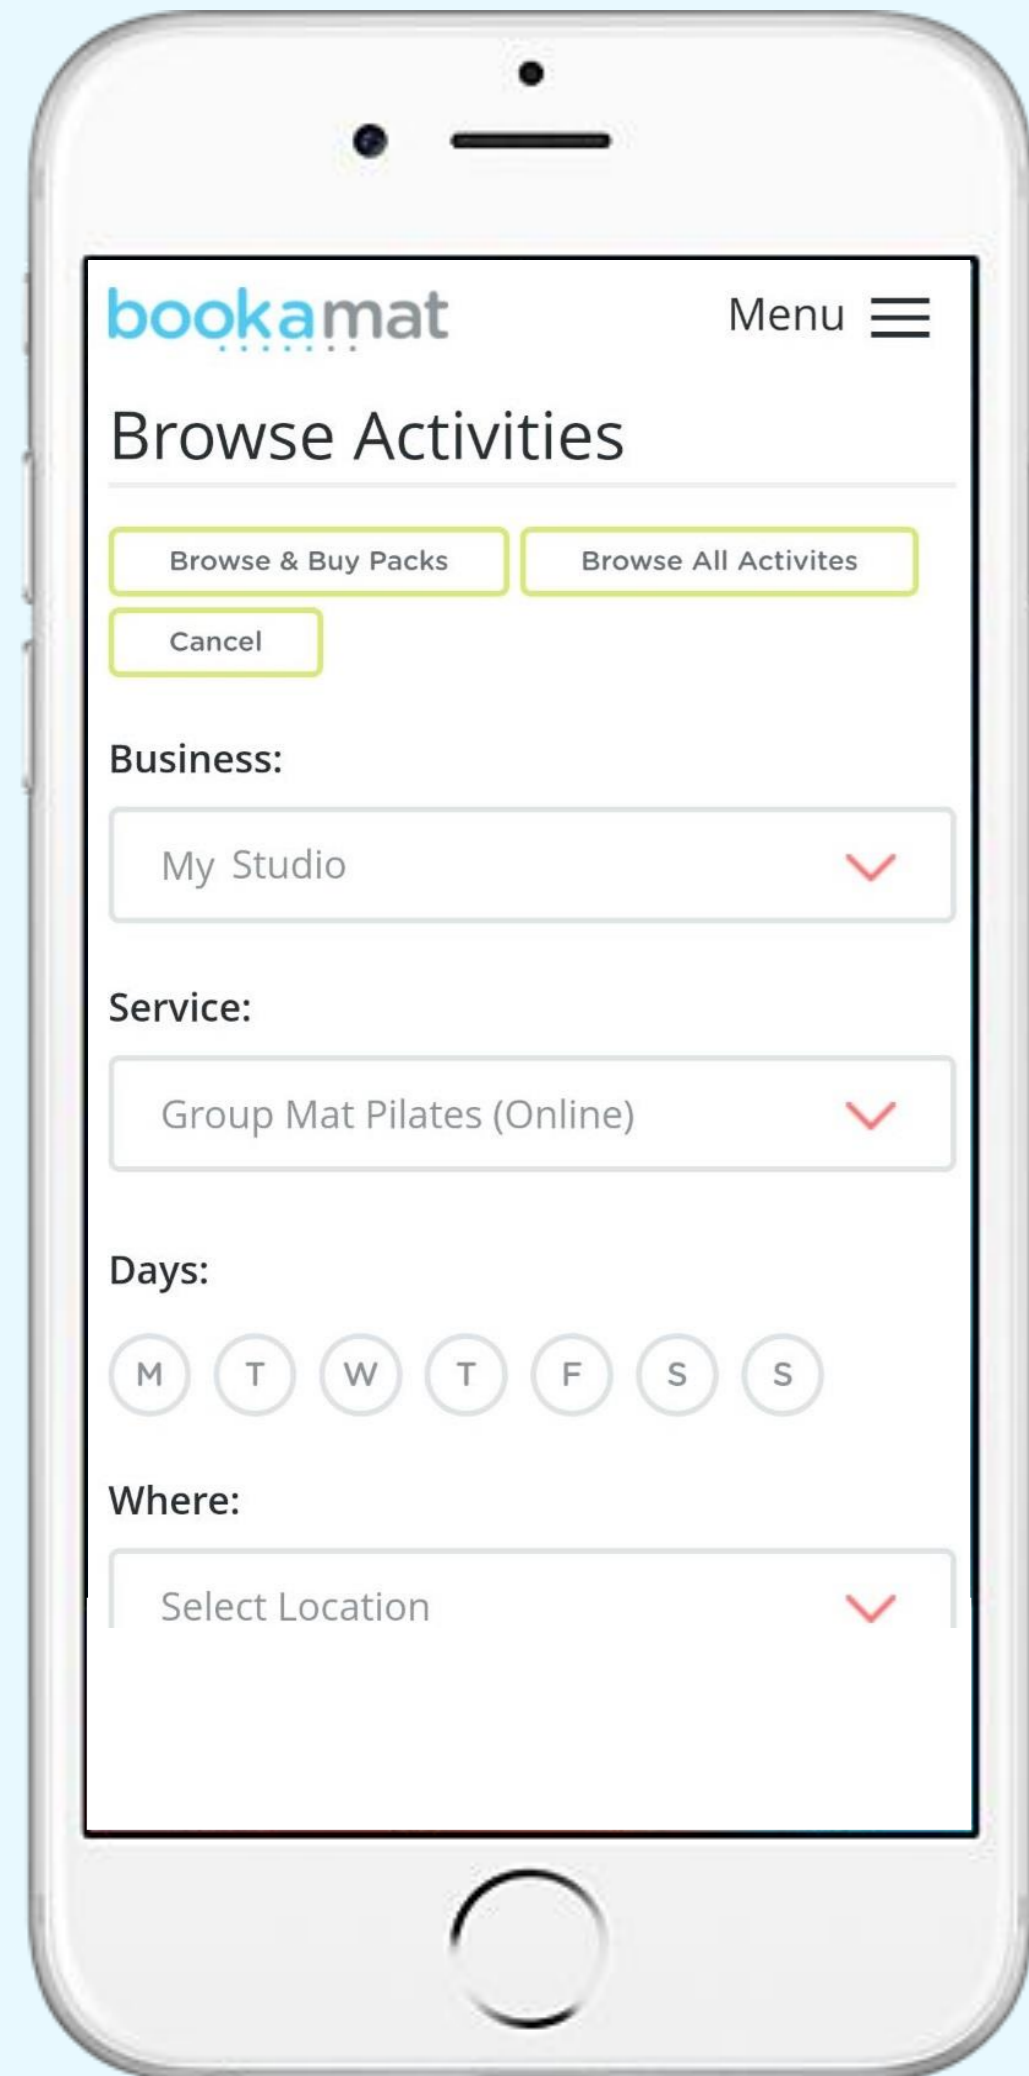 bookamat
Menu
Browse Activities
Browse & Buy Packs
Browse All Activites
Cancel
Business:
My Studio
Service:
Group Mat Pilates (Online)
Days:
M T W T F S S
Where:
Select Location